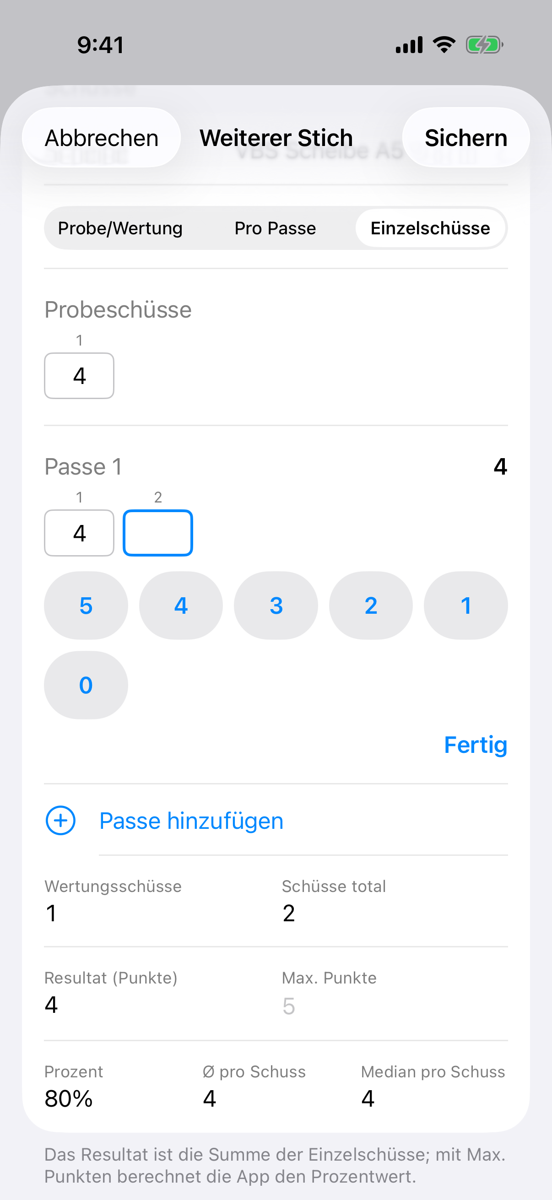 9:41
Abbrechen
Weiterer Stich
Sichern
VBS Scheibe A5
Probe/Wertung
Pro Passe
Einzelschüsse
Probeschüsse
1
4
Passe 1
4
1
2
4
5
4
3
2
1
0
Fertig
Passe hinzufügen
Wertungsschüsse
Schüsse total
1
2
Resultat (Punkte)
Max. Punkte
4
5
Prozent
Ø pro Schuss
Median pro Schuss
80%
4
4
Das Resultat ist die Summe der Einzelschüsse; mit Max.
Punkten berechnet die App den Prozentwert.